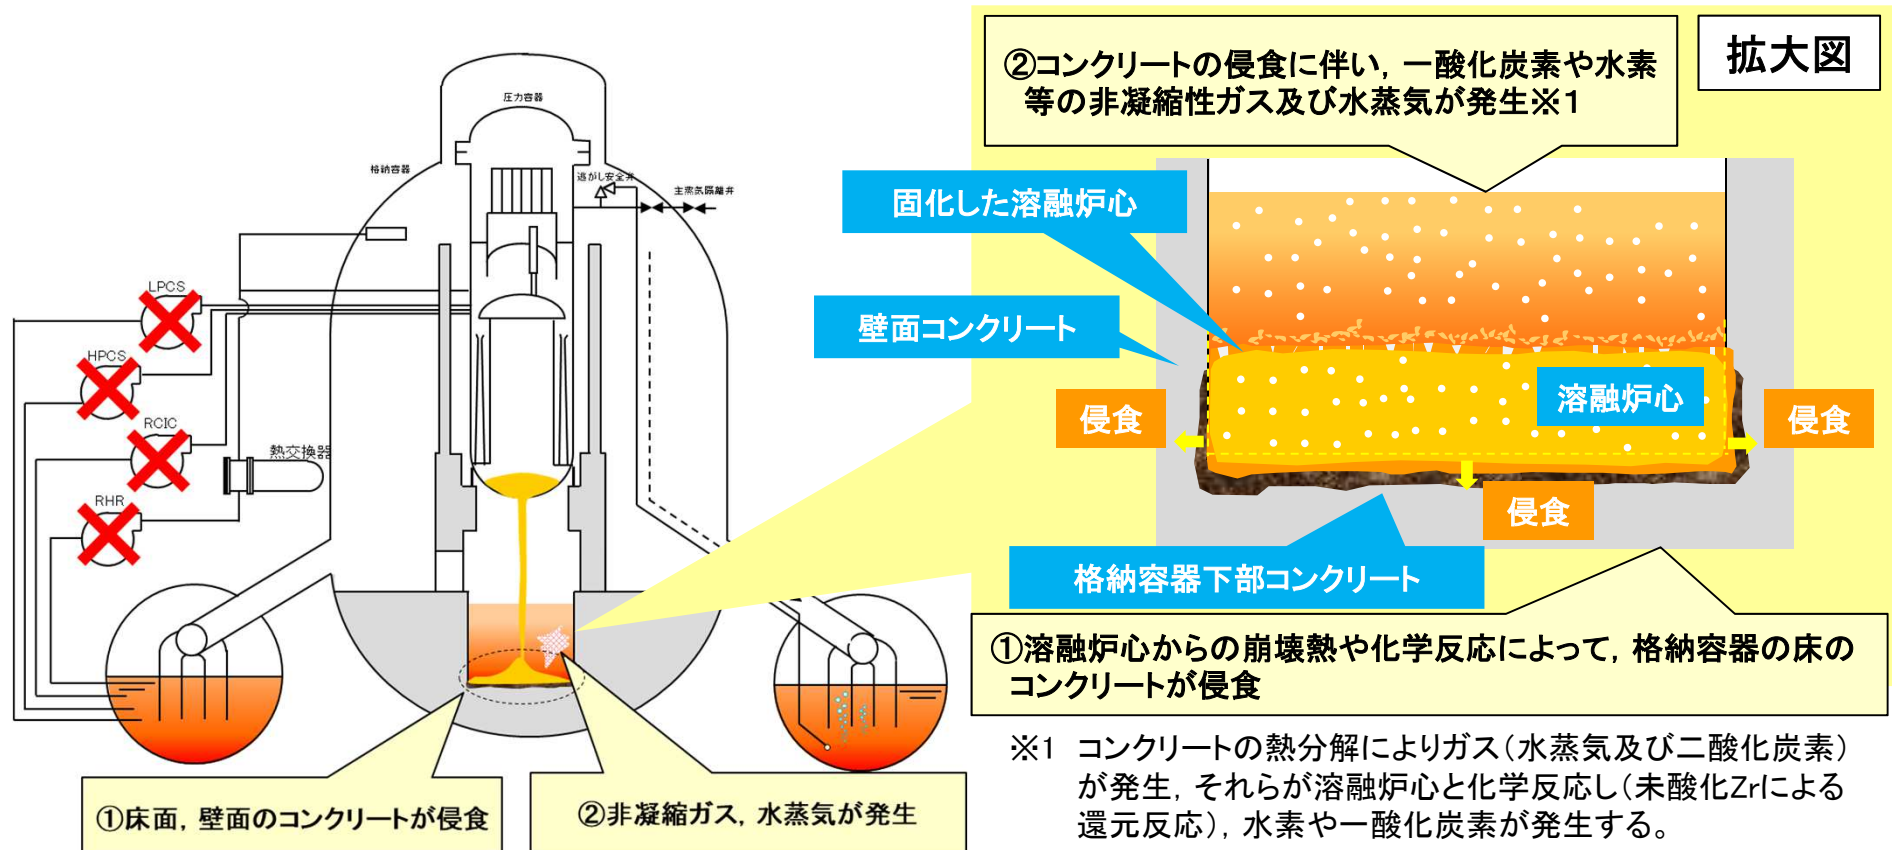 圧力容器
格納容器
逃がし安全弁
主蒸気隔離弁
LPCS
HPCS
RCIC
熱交換器
RHR
①床面，壁面のコンクリートが侵食
②非凝縮ガス，水蒸気が発生
拡大図
②コンクリートの侵食に伴い，一酸化炭素や水素
等の非凝縮性ガス及び水蒸気が発生※1
固化した溶融炉心
壁面コンクリート
溶融炉心
侵食
侵食
侵食
格納容器下部コンクリート
①溶融炉心からの崩壊熱や化学反応によって，格納容器の床の
コンクリートが侵食
※1 コンクリートの熱分解によりガス（水蒸気及び二酸化炭素）
が発生，それらが溶融炉心と化学反応し（未酸化Zrによる
還元反応），水素や一酸化炭素が発生する。